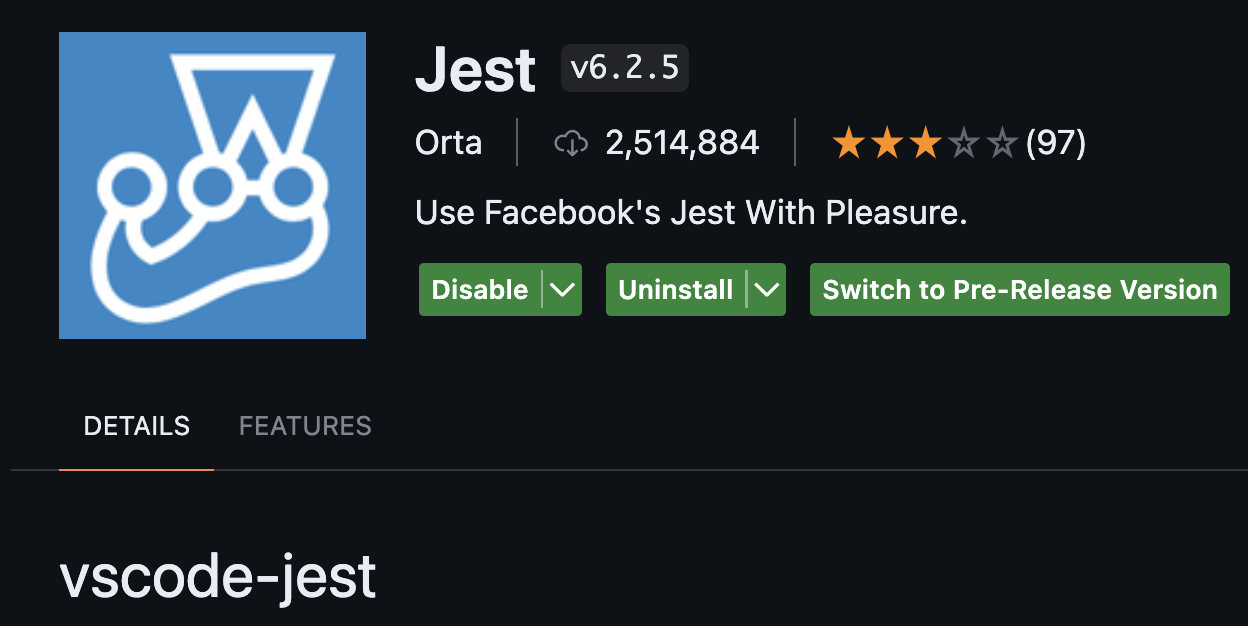 Jest v6.2.5
Orta 2,514,884 (97)
Use Facebook's Jest With Pleasure.
Disable Uninstall Switch to Pre-Release Version
DETAILS FEATURES
vscode-jest